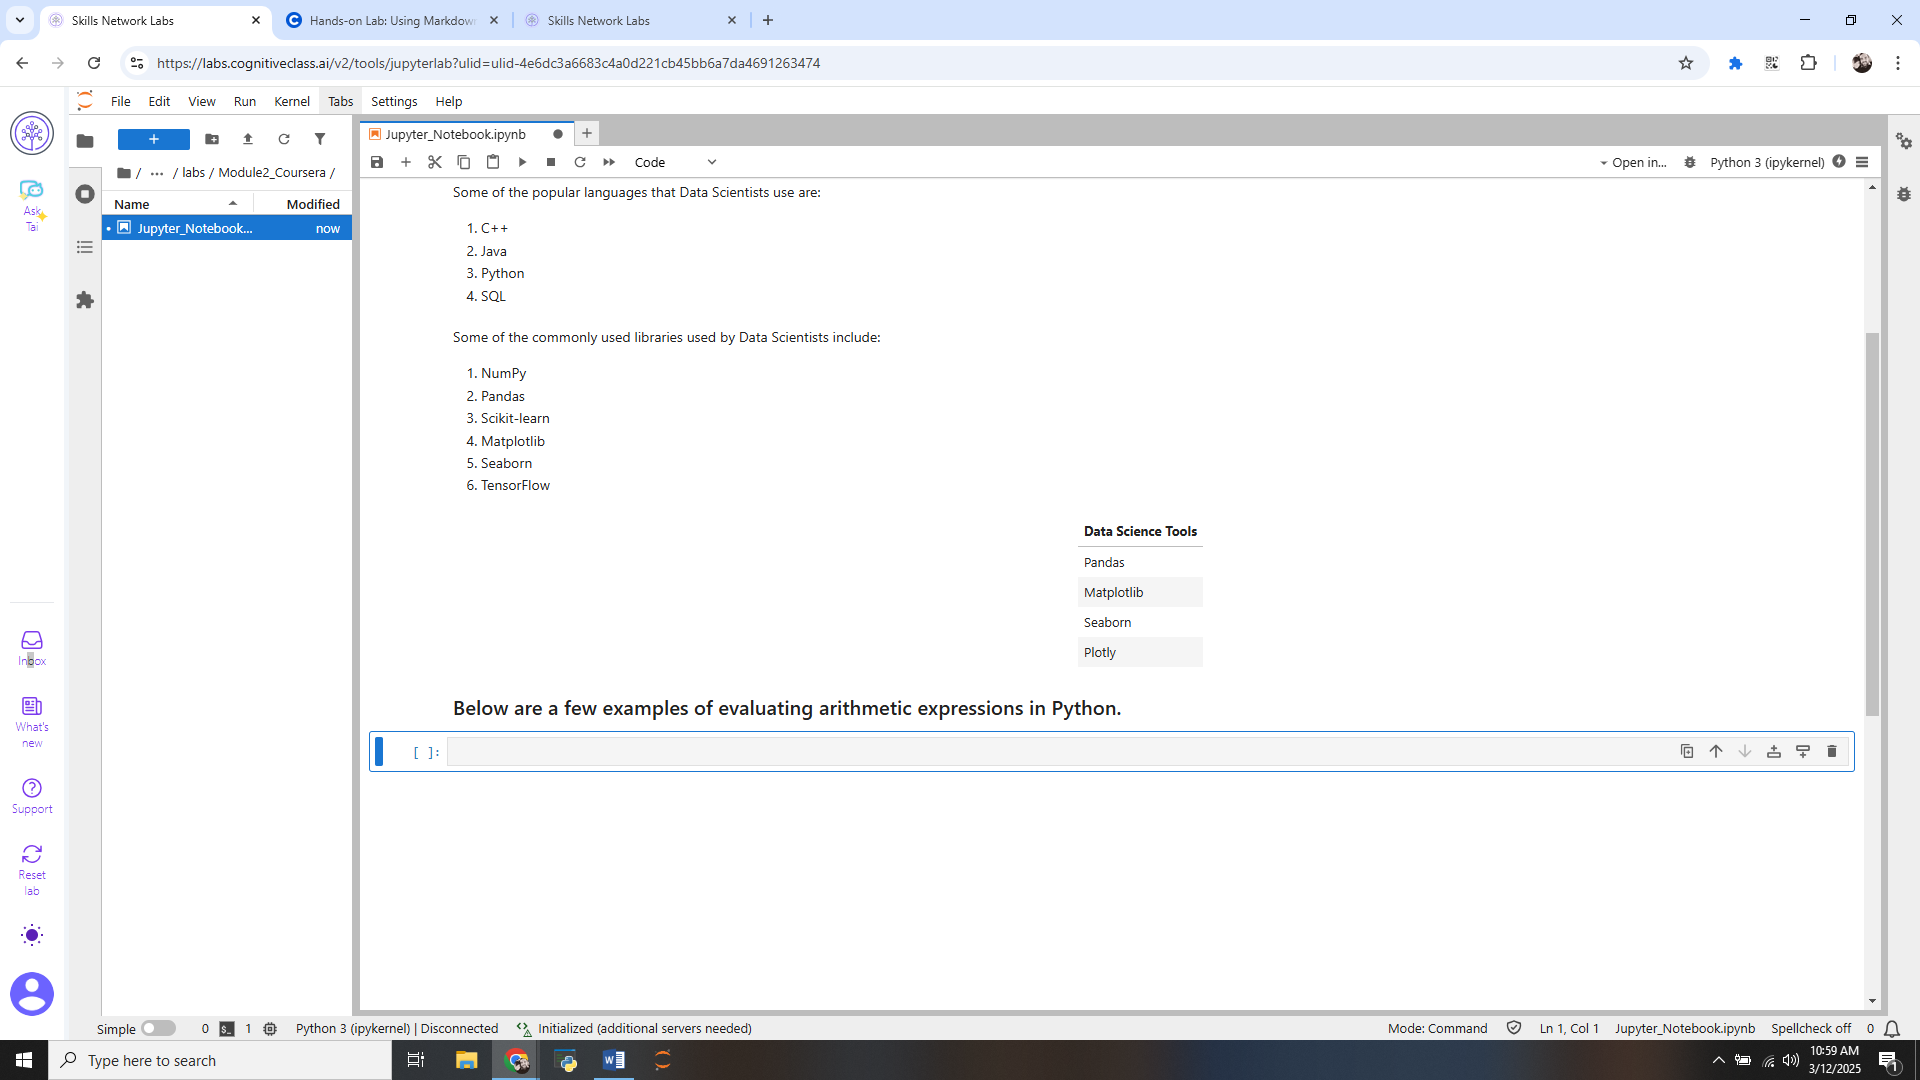 Skills Network Labs
Hands-on Lab: Using Markdown
Skills Network Labs
https://labs.cognitiveclass.ai/v2/tools/jupyterlab?ulid=ulid-4e6dc3a6683c4a0d221cb45bb6a7da4691263474
File Edit View Run Kernel Tabs Settings Help
Jupyter_Notebook.ipynb
Code
Open in...
Python 3 (ipykernel)
/ ... / labs / Module2_Coursera /
Name Modified
Jupyter_Notebook... now
Ask
Tai
Inbox
What's
new
Support
Reset
lab
Some of the popular languages that Data Scientists use are:
1. C++
2. Java
3. Python
4. SQL
Some of the commonly used libraries used by Data Scientists include:
1. NumPy
2. Pandas
3. Scikit-learn
4. Matplotlib
5. Seaborn
6. TensorFlow
Data Science Tools
Pandas
Matplotlib
Seaborn
Plotly
Below are a few examples of evaluating arithmetic expressions in Python.
[ ]:
Simple 0 $_ 1 Python 3 (ipykernel) | Disconnected Initialized (additional servers needed)
Mode: Command Ln 1, Col 1 Jupyter_Notebook.ipynb Spellcheck off 0
Type here to search
10:59 AM
3/12/2025
1